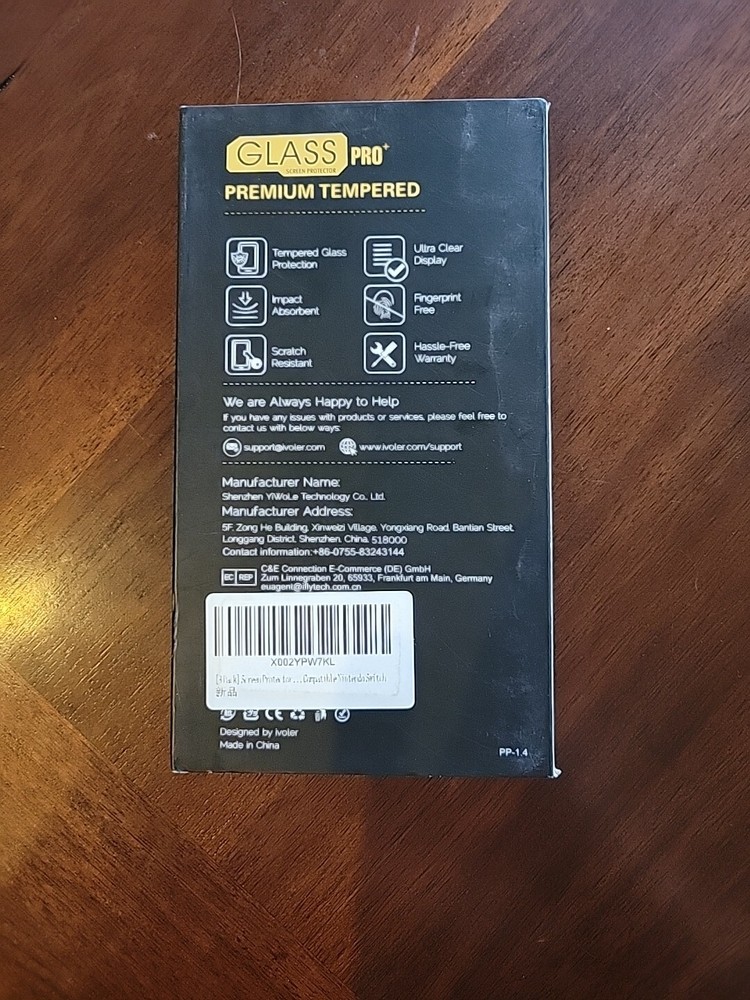 GLASS PRO+
SCREEN PROTECTOR
PREMIUM TEMPERED
Tempered Glass
Protection
Ultra Clear
Display
Impact
Absorbent
Fingerprint
Free
Scratch
Resistant
Hassle-Free
Warranty
We are Always Happy to Help
If you have any issues with products or services, please feel free to
contact us with below ways:
support@ivoler.com www.ivoler.com/support
Manufacturer Name:
Shenzhen YiWoLe Technology Co., Ltd.
Manufacturer Address:
5F, Zong He Building, Xinweizi Village, Yongxiang Road, Bantian Street,
Longgang District, Shenzhen, China, 518000
Contact information:+86-0755-83243144
EC REP
C&E Connection E-Commerce (DE) GmbH
Zum Linnegraben 20, 65933, Frankfurt am Main, Germany
X002YPW7KL
Screen Protector
CE
Designed by ivoler
Made in China
PP-1.4